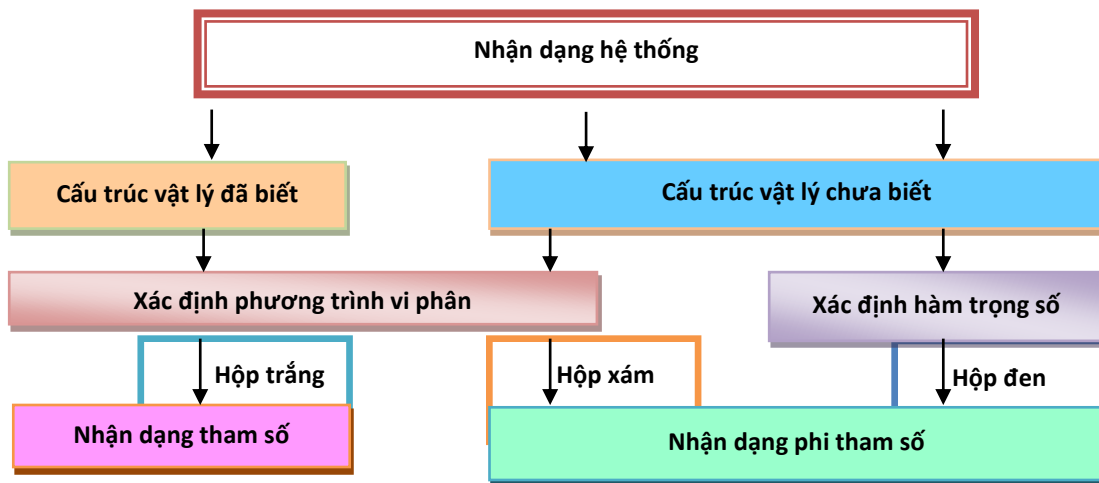 Nhận dạng hệ thống
Cấu trúc vật lý đã biết
Cấu trúc vật lý chưa biết
Xác định phương trình vi phân
Xác định hàm trọng số
Hộp trắng
Hộp xám
Hộp đen
Nhận dạng tham số
Nhận dạng phi tham số